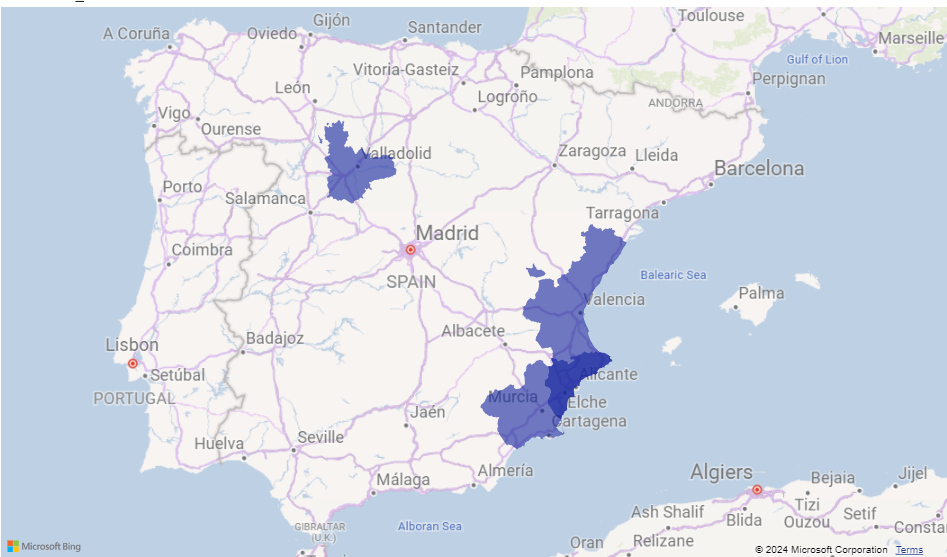 Gijón
Toulouse
A Coruña
Oviedo
Santander
Marseille
Gulf of Lion
Vitoria-Gasteiz
Pamplona
Perpignan
León
Logroño
ANDORRA
Vigo
Ourense
Valladolid
Zaragoza
Lleida
Barcelona
Porto
Salamanca
Tarragona
Madrid
Coimbra
SPAIN
Balearic Sea
Palma
Valencia
Albacete
Lisbon
Badajoz
Setúbal
Alicante
PORTUGAL
Murcia
Elche
Jaén
Cartagena
Huelva
Seville
Almería
Málaga
Algiers
Bejaia
Jijel
Tizi
Ouzou
Ash Shalif
Blida
Setif
Constan
GIBRALTAR
(U.K.)
Alboran Sea
Oran
Relizane
Microsoft Bing
© 2024 Microsoft Corporation Terms